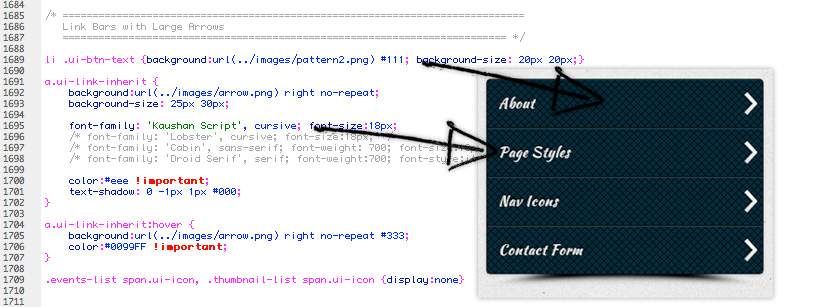 1684
1685 /* =====================================================================
1686 Link Bars with Large Arrows
1687 ===================================================================== */
1688
1689 li .ui-btn-text {background:url(../images/pattern2.png) #111; background-size: 20px 20px;}
1690
1691 a.ui-link-inherit {
1692 background:url(../images/arrow.png) right no-repeat;
1693 background-size: 25px 30px;
1694
1695 font-family: 'Kaushan Script', cursive; font-size:18px;
1696 /* font-family: 'Lobster', cursive; font-size:18px;
1697 /* font-family: 'Cabin', sans-serif; font-weight: 700; font-size:
1698 /* font-family: 'Droid Serif', serif; font-weight:700; font-style:
1699
1700 color:#eee !important;
1701 text-shadow: 0 -1px 1px #000;
1702 }
1703
1704 a.ui-link-inherit:hover {
1705 background:url(../images/arrow.png) right no-repeat #333;
1706 color:#0099FF !important;
1707 }
1708
1709 .events-list span.ui-icon, .thumbnail-list span.ui-icon {display:none}
1710
1711
About
Page Styles
Nav Icons
Contact Form